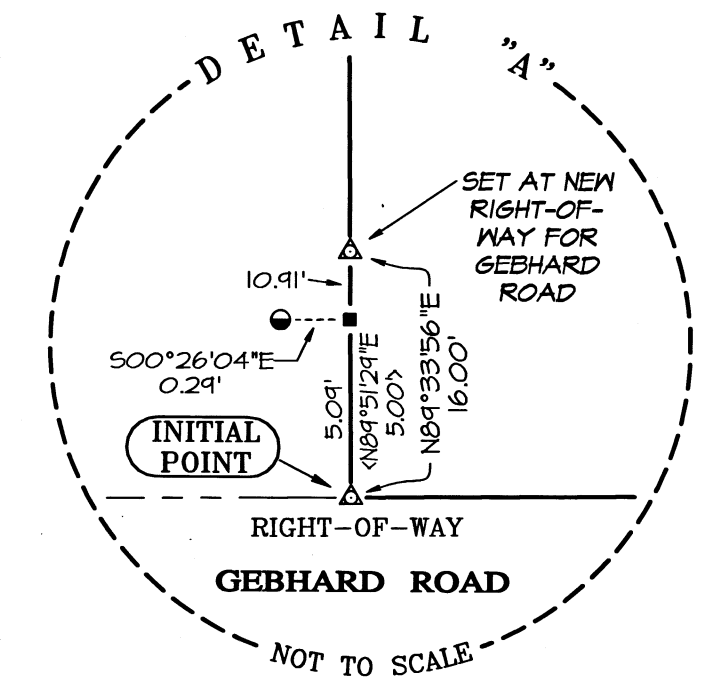 DETAIL "A"
SET AT NEW
RIGHT-OF-
WAY FOR
GEBHARD
ROAD
10.91'
S00°26'04"E
0.29'
5.09'
<N89°51'29"E
5.00'>
N89°33'56"E
16.00'
INITIAL
POINT
RIGHT-OF-WAY
GEBHARD ROAD
NOT TO SCALE